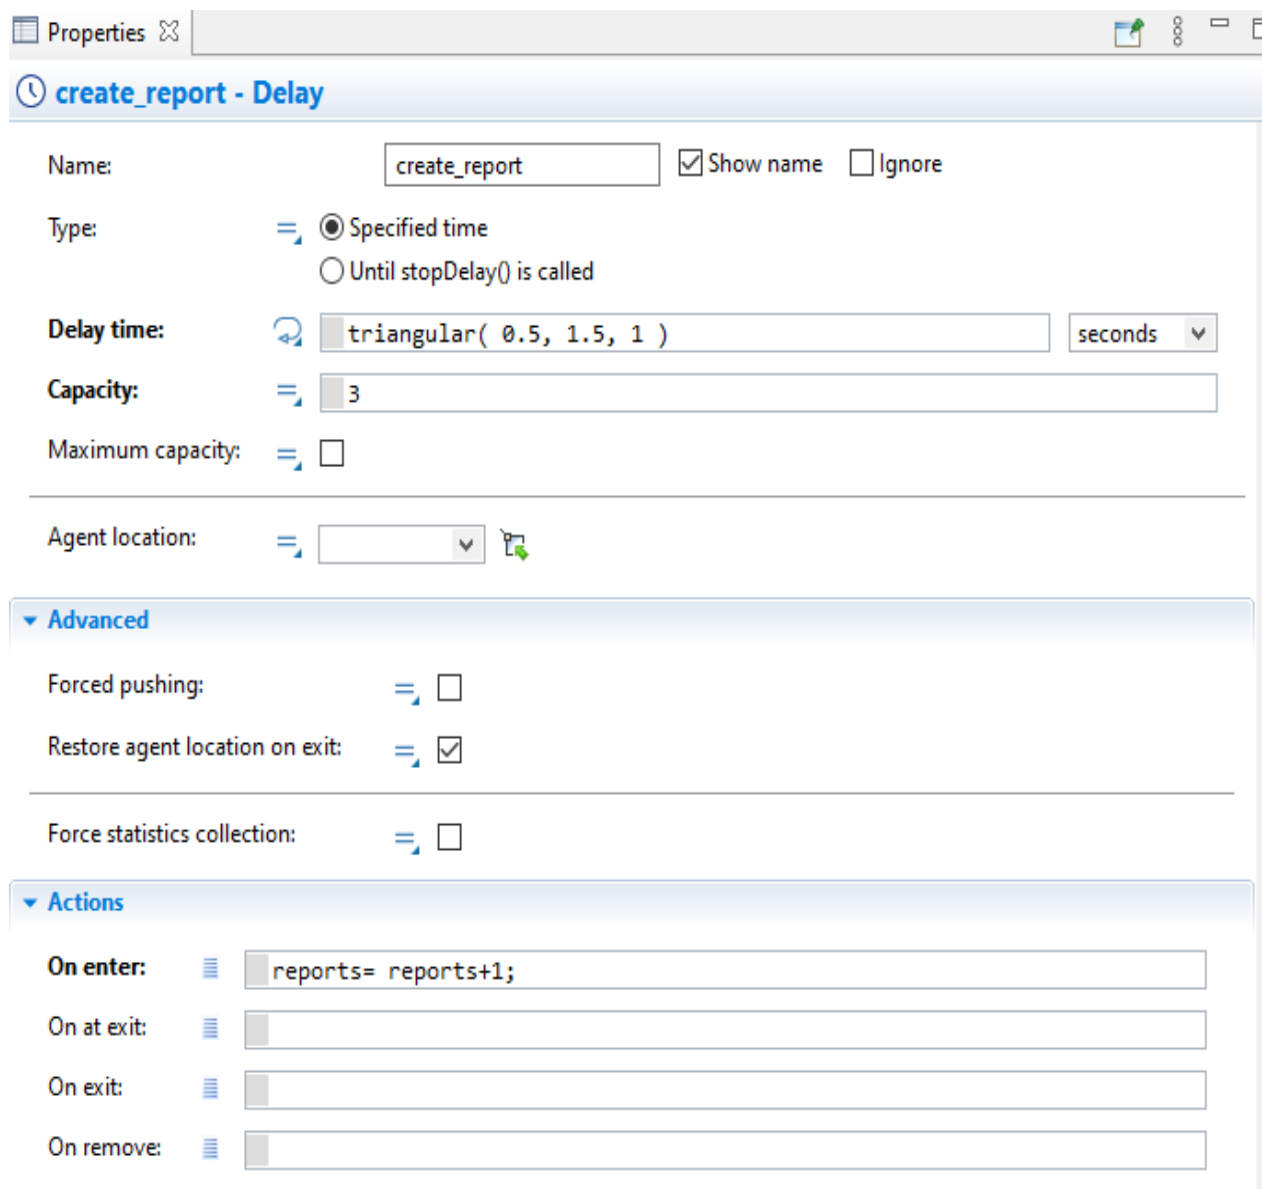 Properties
create_report - Delay
Name: create_report Show name Ignore
Type: Specified time
Until stopDelay() is called
Delay time: triangular( 0.5, 1.5, 1 ) seconds
Capacity: 3
Maximum capacity:
Agent location:
Advanced
Forced pushing:
Restore agent location on exit:
Force statistics collection:
Actions
On enter: reports= reports+1;
On at exit:
On exit:
On remove: